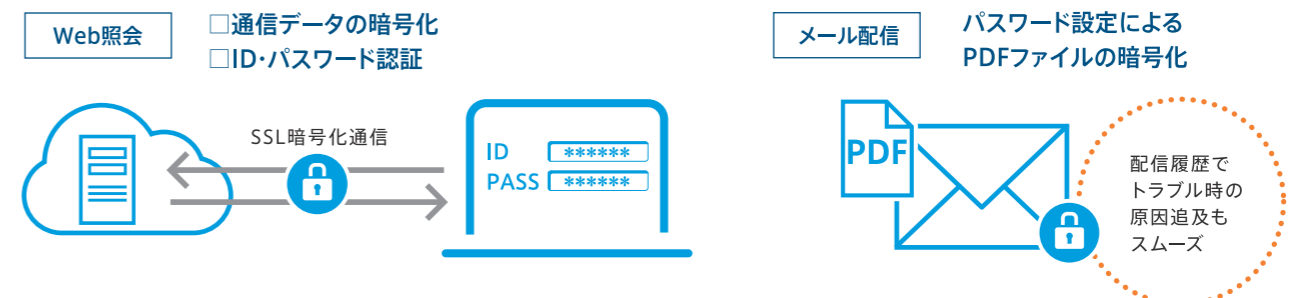 Web照会
□通信データの暗号化
□ID・パスワード認証
SSL暗号化通信
ID ******
PASS ******
メール配信
パスワード設定による
PDFファイルの暗号化
PDF
配信履歴で
トラブル時の
原因追及も
スムーズ